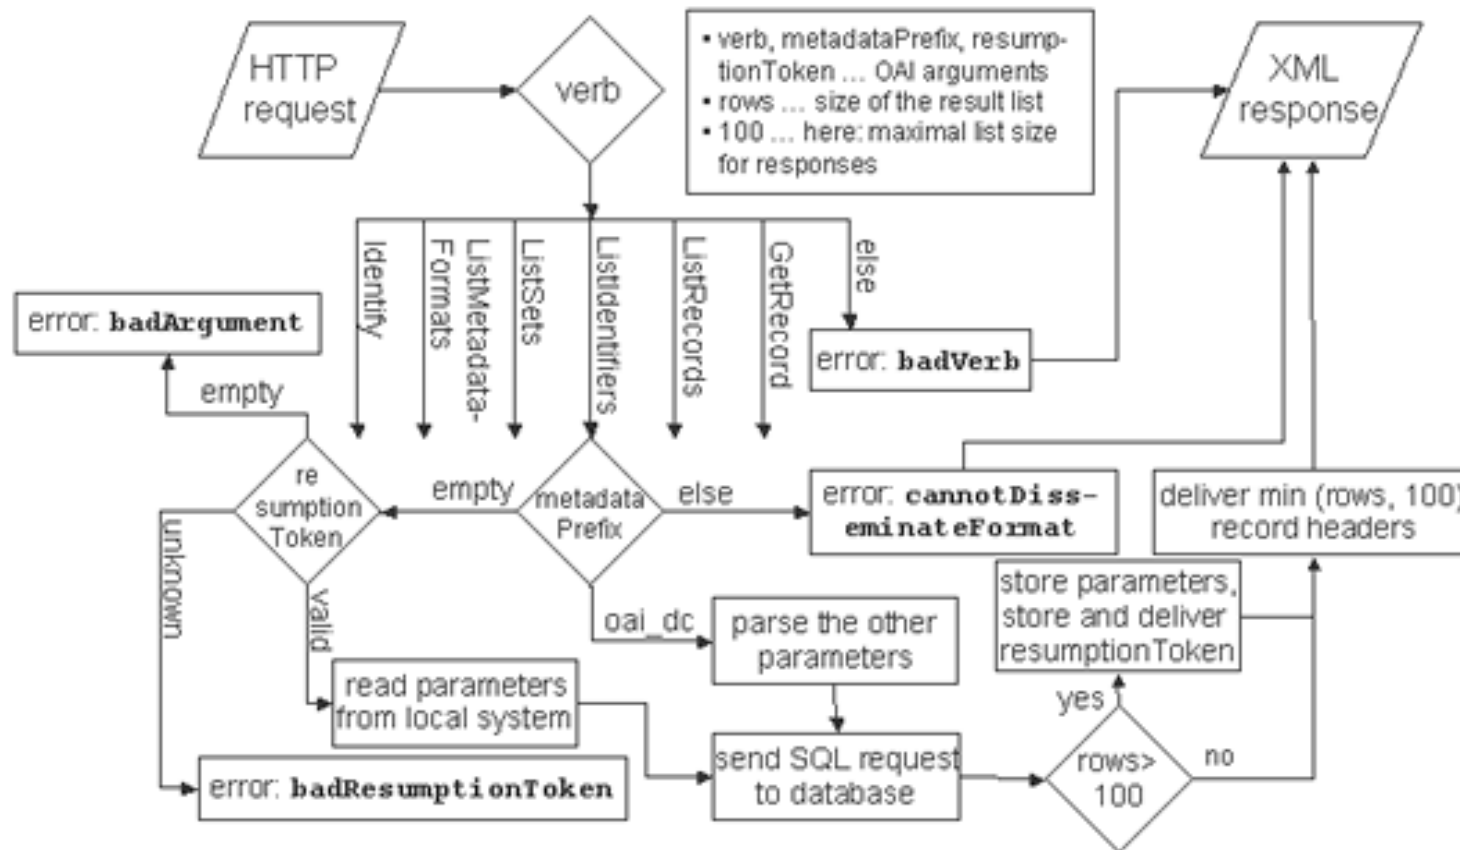 HTTP
request
verb
▪ verb, metadataPrefix, resump-
tionToken ... OAI arguments
▪ rows ... size of the result list
▪ 100 ... here: maximal list size
for responses
XML
response
Identify
ListMetadata-
Formats
ListSets
ListIdentifiers
ListRecords
GetRecord
else
error: badArgument
error: badVerb
empty
re
sumption
Token
empty
metadata
Prefix
else
error: cannotDiss-
eminateFormat
deliver min (rows, 100)
record headers
unknown
valid
oai_dc
parse the other
parameters
store parameters,
store and deliver
resumptionToken
read parameters
from local system
yes
send SQL request
to database
rows>
100
no
error: badResumptionToken